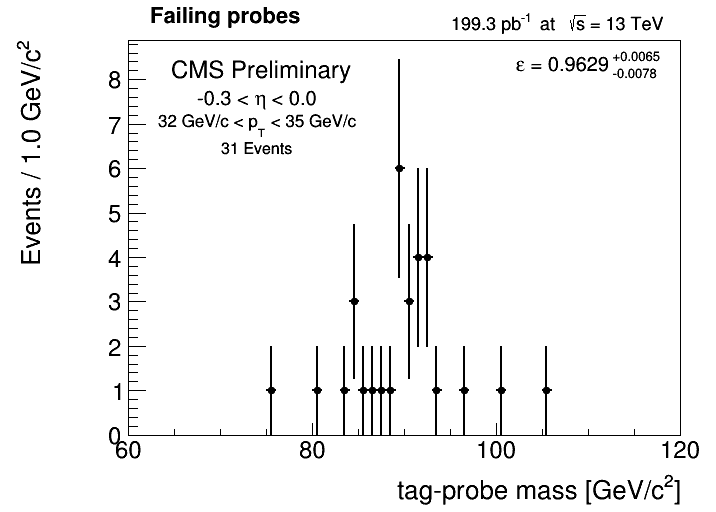 Failing probes
199.3 pb⁻¹ at √s = 13 TeV
CMS Preliminary
ε = 0.9629 +0.0065 -0.0078
-0.3 < η < 0.0
32 GeV/c < p_T < 35 GeV/c
31 Events
Events / 1.0 GeV/c²
8
7
6
5
4
3
2
1
0
60 80 100 120
tag-probe mass [GeV/c²]